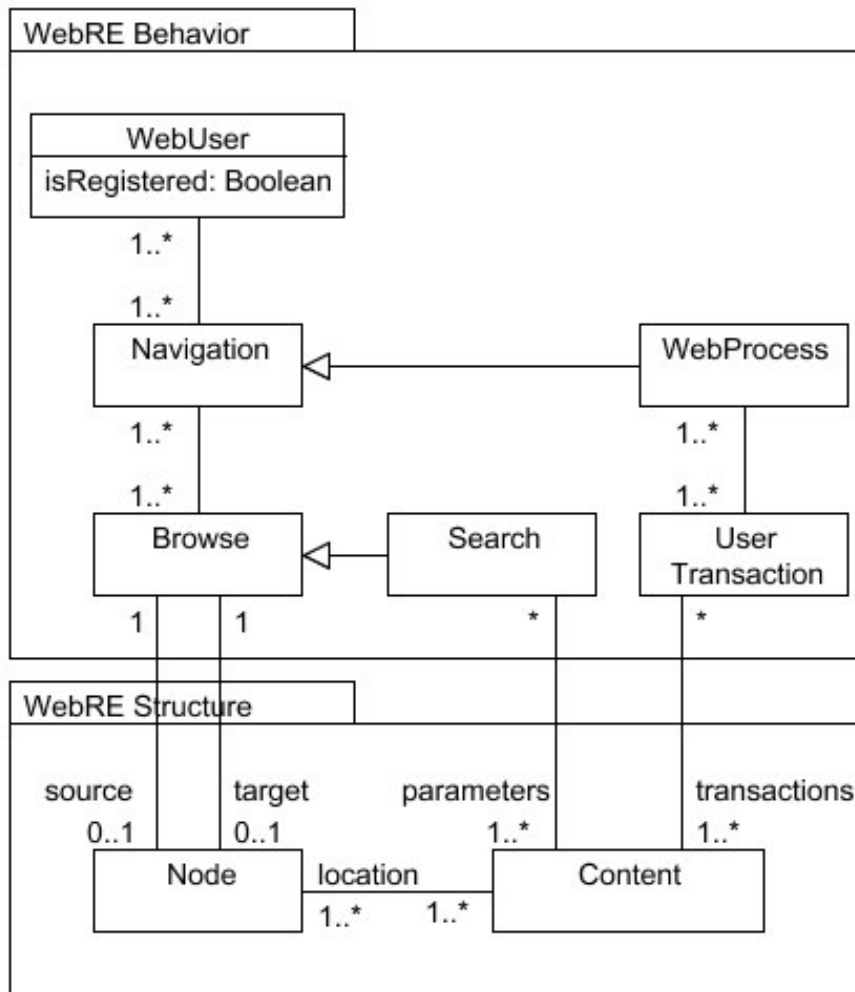 WebRE Behavior
WebUser
isRegistered: Boolean
1..*
1..*
Navigation
WebProcess
1..*
1..*
1..*
1..*
Browse
Search
User
Transaction
1
1
*
*
WebRE Structure
source
target
parameters
transactions
0..1
0..1
1..*
1..*
Node
location
Content
1..*
1..*